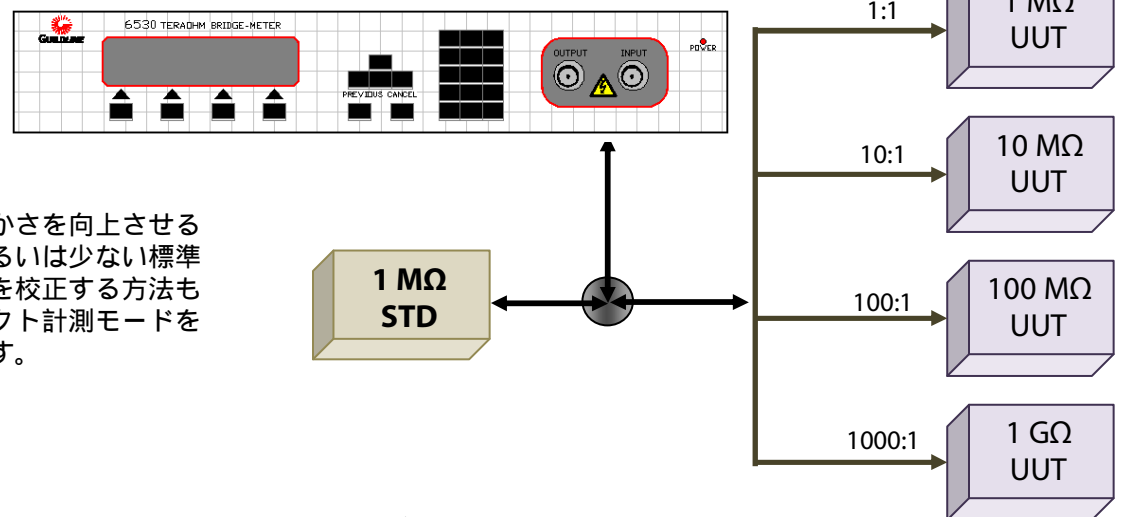 GUILDLINE
6530 TERAOHM BRIDGE-METER
PREVIOUS CANCEL
OUTPUT INPUT
POWER
かさを向上させる
るいは少ない標準
を校正する方法も
クト計測モードを
す。
1 MΩ
STD
1:1
1 MΩ
UUT
10:1
10 MΩ
UUT
100:1
100 MΩ
UUT
1000:1
1 GΩ
UUT